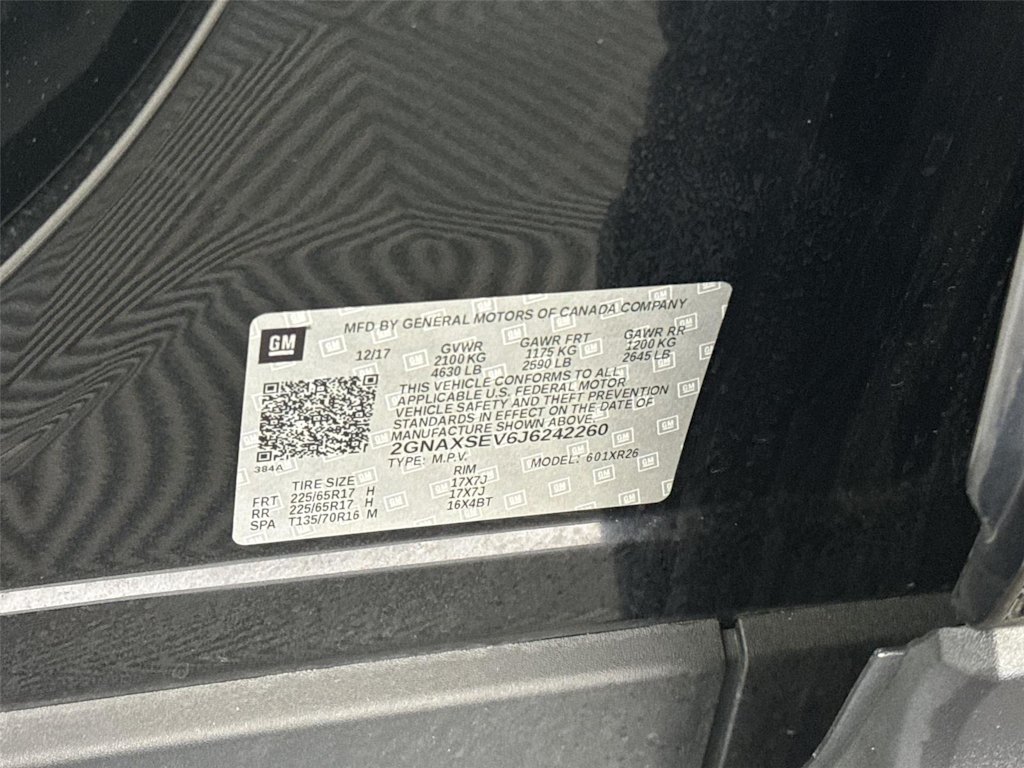 GM
MFD BY GENERAL MOTORS OF CANADA COMPANY
12/17
GVWR GAWR FRT GAWR RR
2100 KG 1175 KG 1200 KG
4630 LB 2590 LB 2645 LB
THIS VEHICLE CONFORMS TO ALL
APPLICABLE U.S. FEDERAL MOTOR
VEHICLE SAFETY AND THEFT PREVENTION
STANDARDS IN EFFECT ON THE DATE OF
MANUFACTURE SHOWN ABOVE.
2GNAXSEV6J6242260
TYPE: M.P.V. MODEL: 601XR26
384A
TIRE SIZE RIM
FRT 225/65R17 H 17X7J
RR 225/65R17 H 17X7J
SPA T135/70R16 M 16X4BT